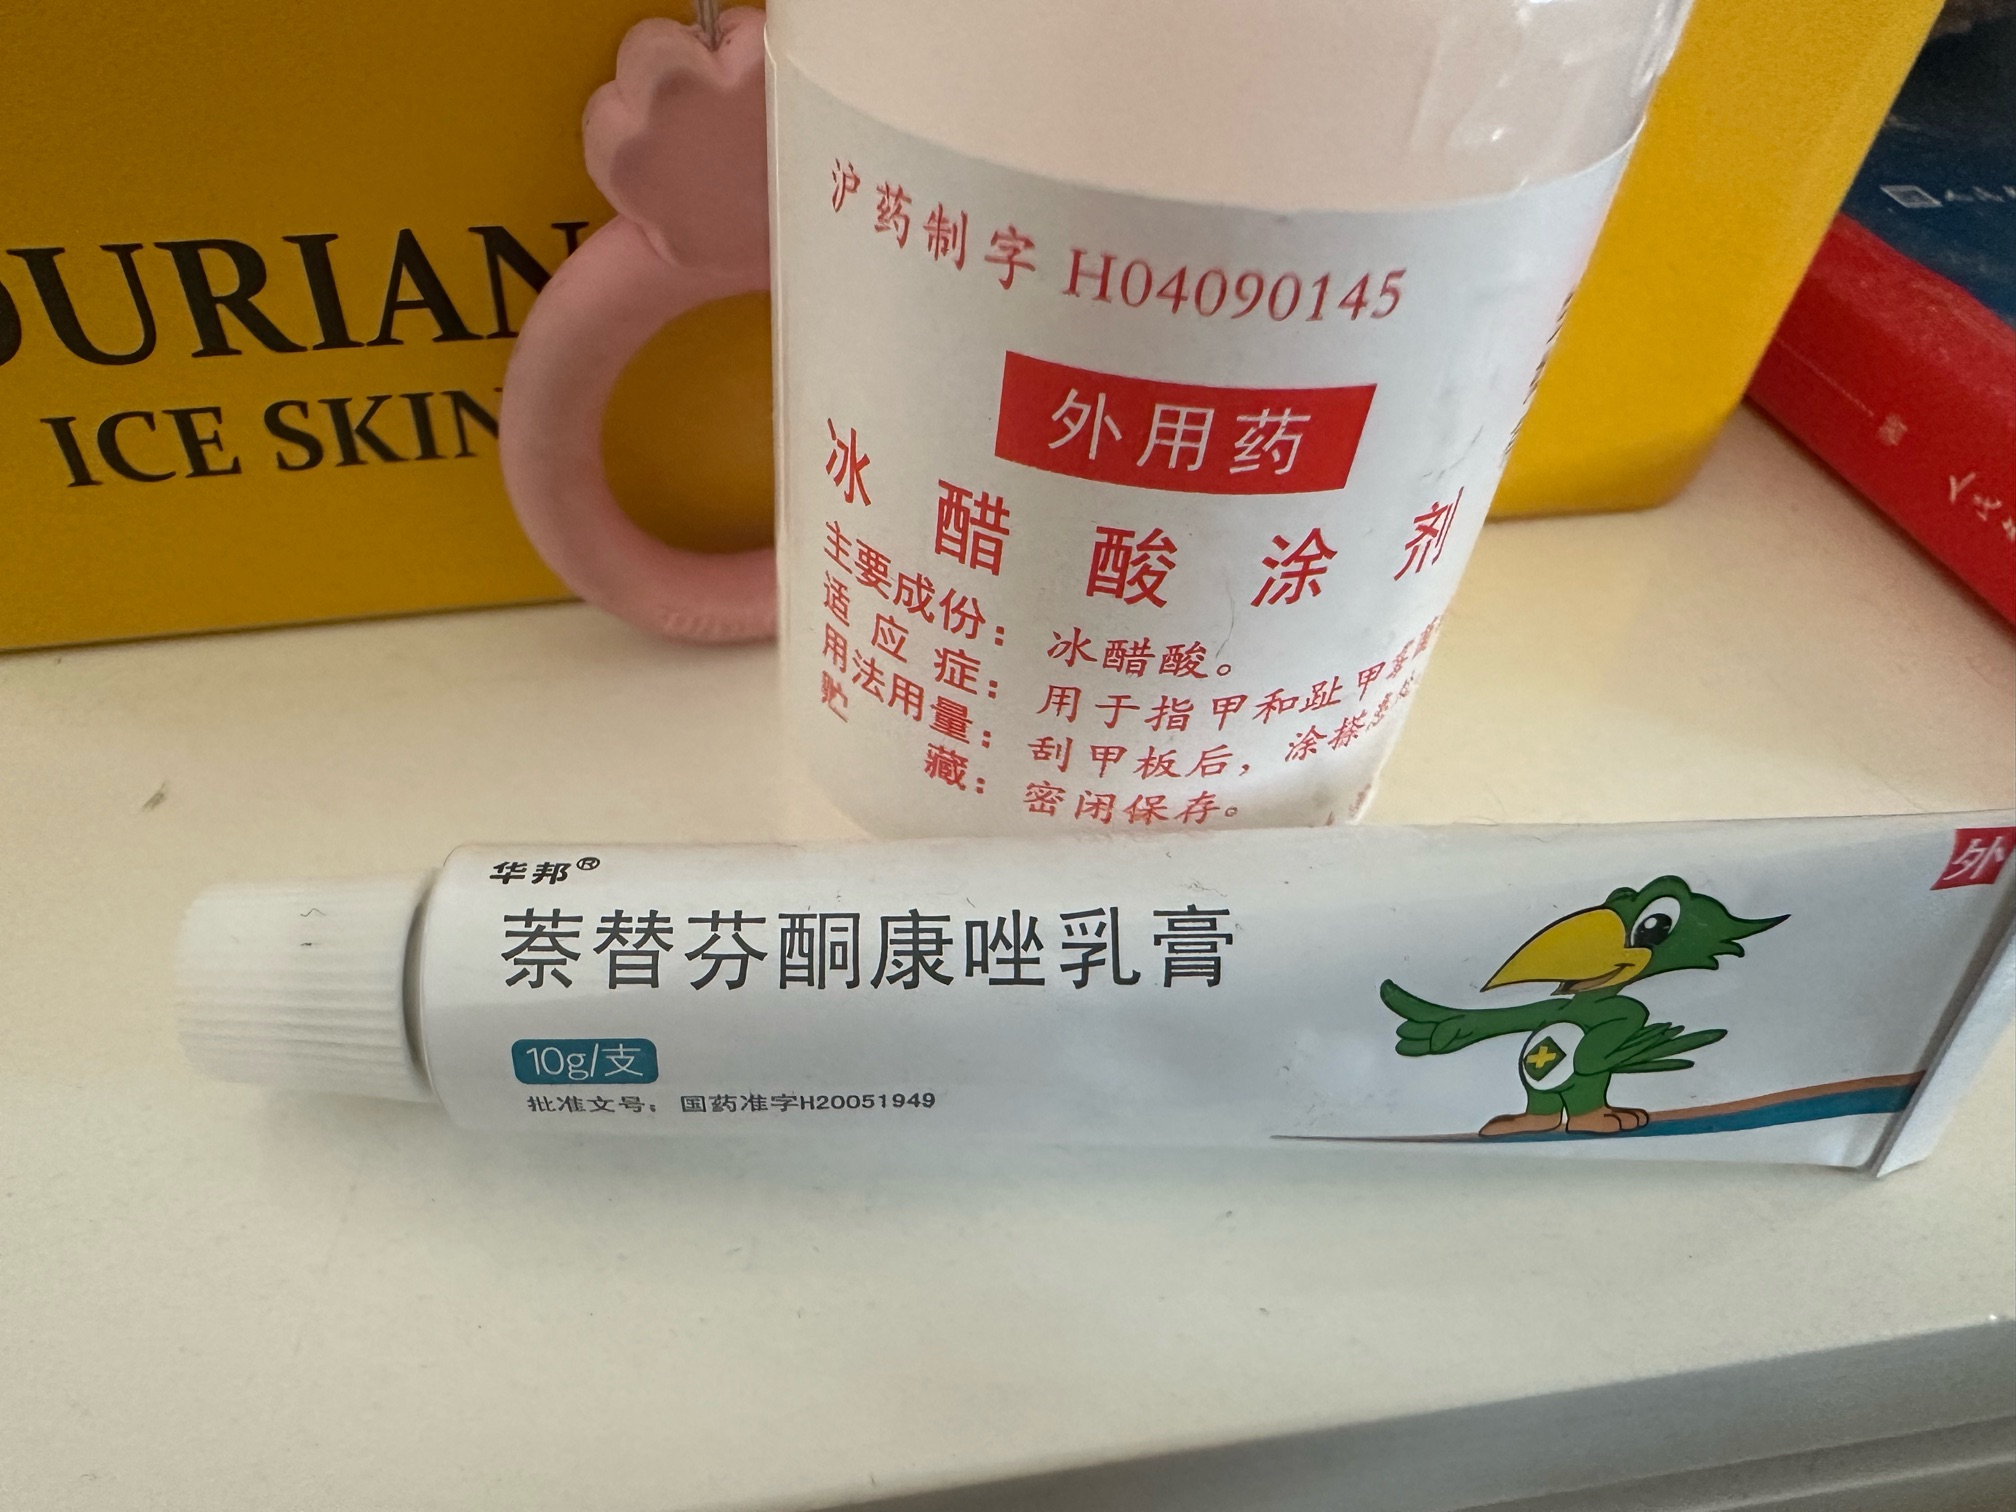 DURIAN
ICE SKIN
沪药制字 H04090145
外用药
冰醋酸涂剂
主要成份：冰醋酸。
适应症：用于指甲和趾甲
用法用量：刮甲板后，涂搽
贮藏：密闭保存。
华邦®
萘替芬酮康唑乳膏
10g/支
批准文号：国药准字H20051949
外